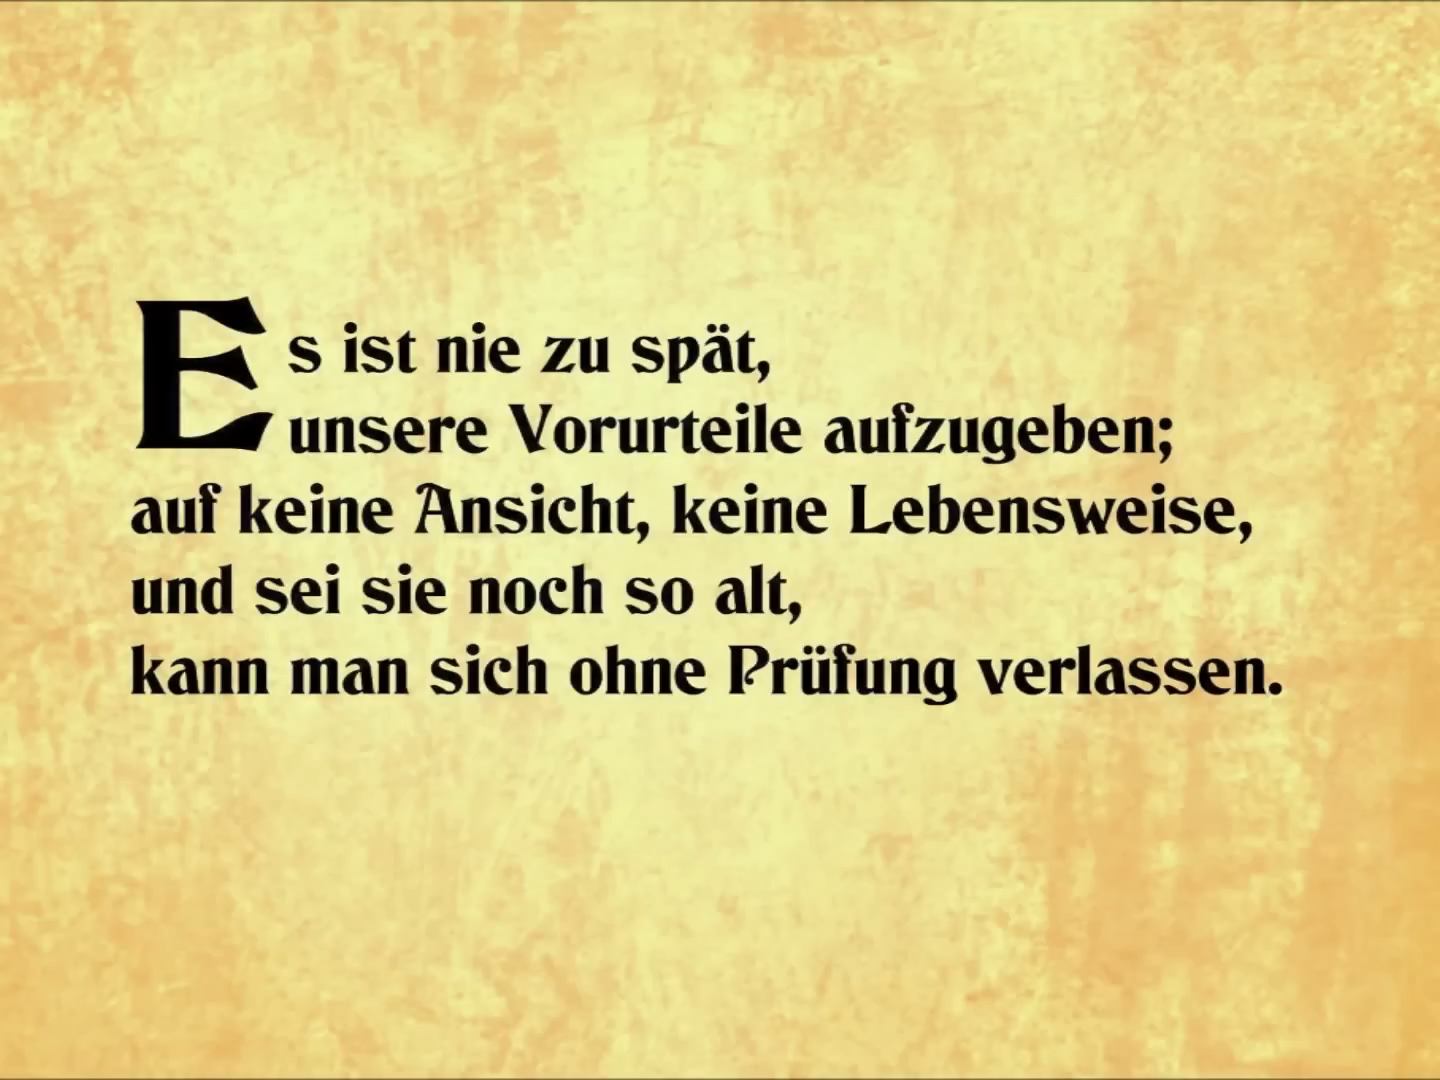 Es ist nie zu spät,
unsere Vorurteile aufzugeben;
auf keine Ansicht, keine Lebensweise,
und sei sie noch so alt,
kann man sich ohne Prüfung verlassen.